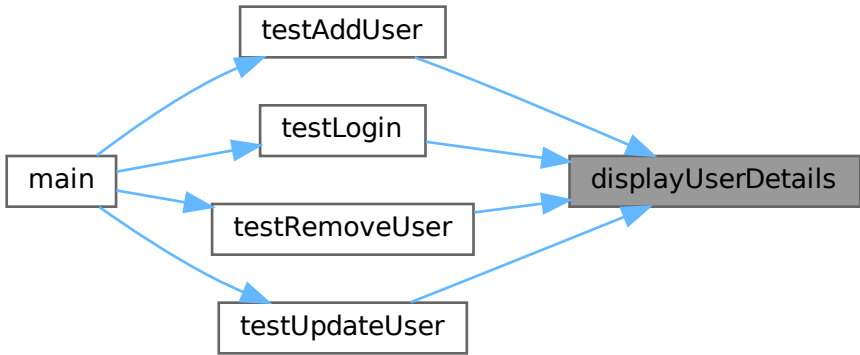 testAddUser
testLogin
main
displayUserDetails
testRemoveUser
testUpdateUser